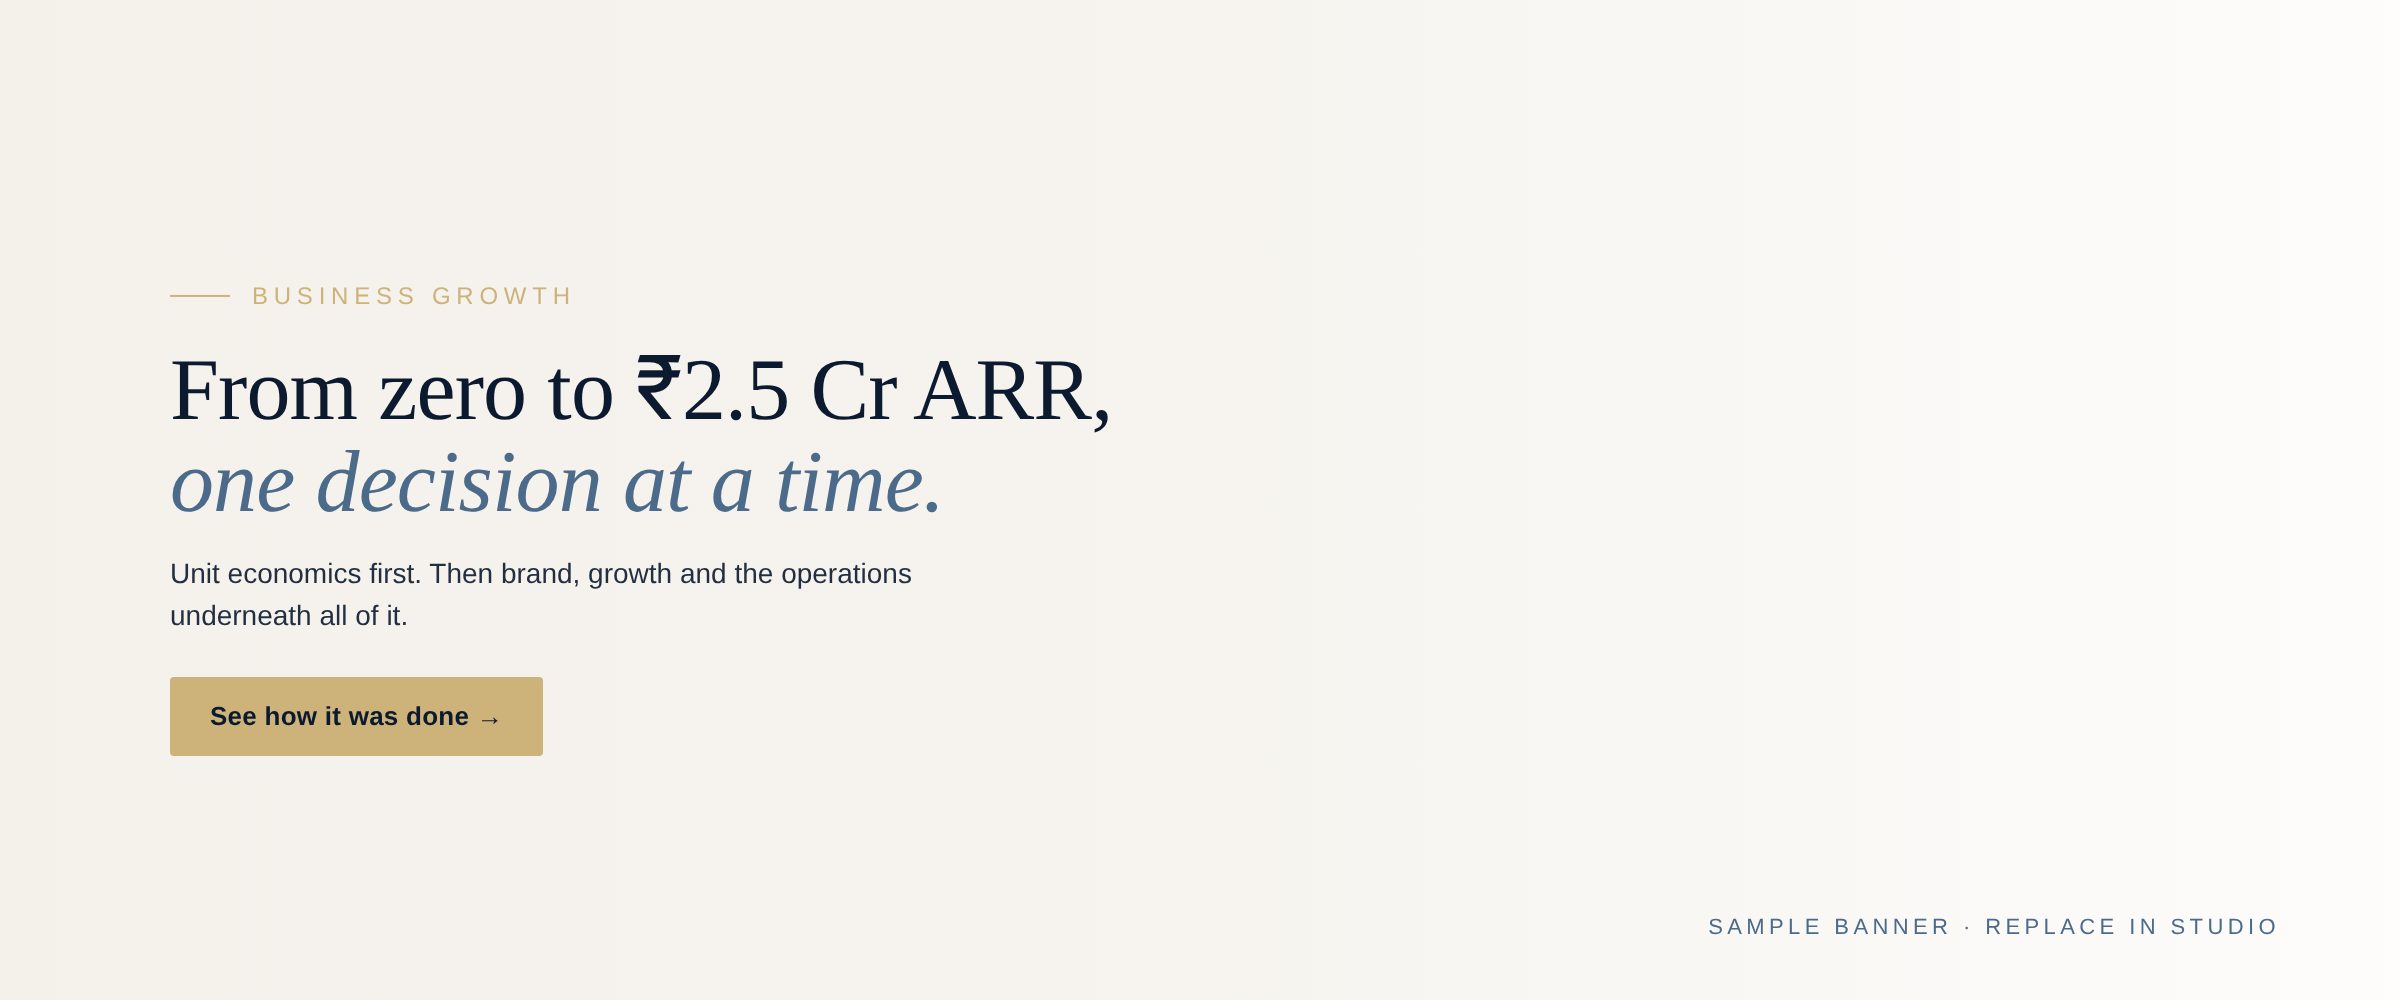 BUSINESS GROWTH
From zero to ₹2.5 Cr ARR,
one decision at a time.
Unit economics first. Then brand, growth and the operations
underneath all of it.
See how it was done →
SAMPLE BANNER · REPLACE IN STUDIO